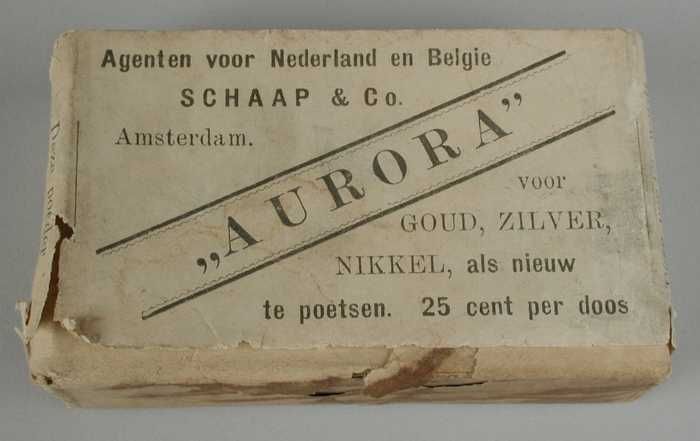 Agenten voor Nederland en Belgie
SCHAAP & Co.
Amsterdam.
„AURORA”
voor
GOUD, ZILVER,
NIKKEL, als nieuw
te poetsen. 25 cent per doos